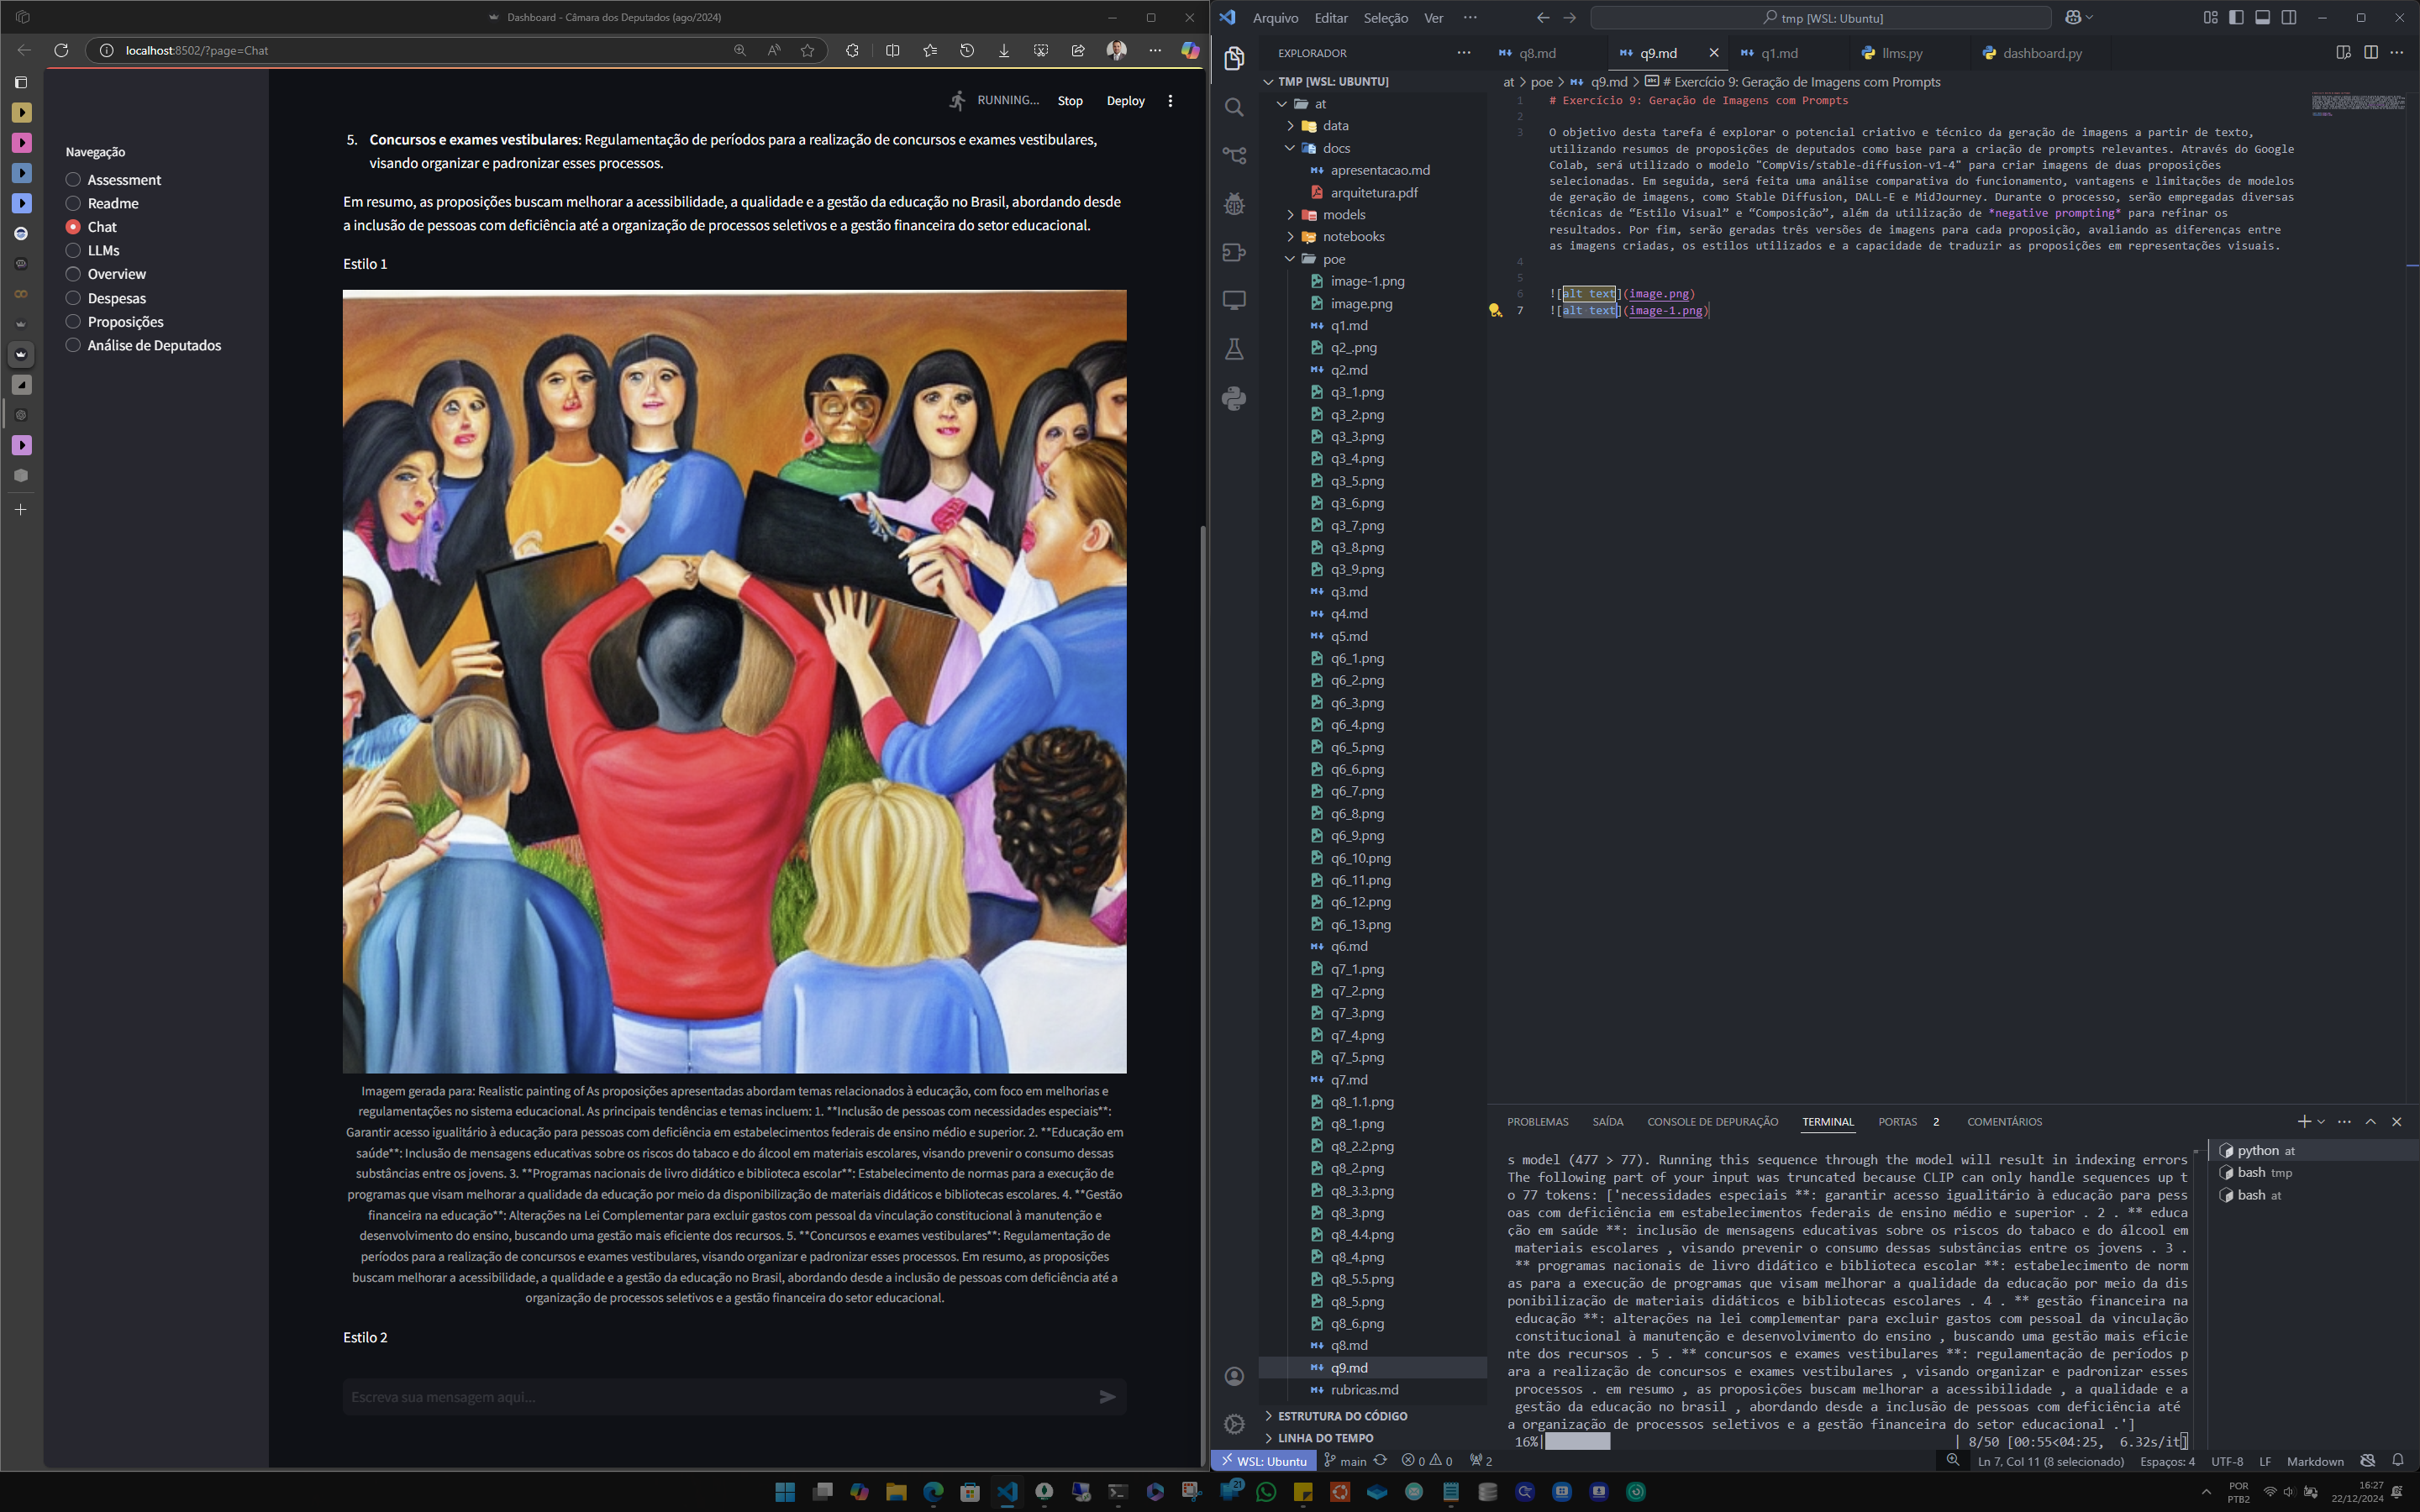 Dashboard - Câmara dos Deputados (ago/2024)
localhost:8502/?page=Chat
RUNNING...
Stop
Deploy
Navegação
Assessment
Readme
Chat
LLMs
Overview
Despesas
Proposições
Análise de Deputados
5. Concursos e exames vestibulares: Regulamentação de períodos para a realização de concursos e exames vestibulares,
visando organizar e padronizar esses processos.
Em resumo, as proposições buscam melhorar a acessibilidade, a qualidade e a gestão da educação no Brasil, abordando desde
a inclusão de pessoas com deficiência até a organização de processos seletivos e a gestão financeira do setor educacional.
Estilo 1
Imagem gerada para: Realistic painting of As proposições apresentadas abordam temas relacionados à educação, com foco em melhorias e
regulamentações no sistema educacional. As principais tendências e temas incluem: 1. **Inclusão de pessoas com necessidades especiais**:
Garantir acesso igualitário à educação para pessoas com deficiência em estabelecimentos federais de ensino médio e superior. 2. **Educação em
saúde**: Inclusão de mensagens educativas sobre os riscos do tabaco e do álcool em materiais escolares, visando prevenir o consumo dessas
substâncias entre os jovens. 3. **Programas nacionais de livro didático e biblioteca escolar**: Estabelecimento de normas para a execução de
programas que visam melhorar a qualidade da educação por meio da disponibilização de materiais didáticos e bibliotecas escolares. 4. **Gestão
financeira na educação**: Alterações na Lei Complementar para excluir gastos com pessoal da vinculação constitucional à manutenção e
desenvolvimento do ensino, buscando uma gestão mais eficiente dos recursos. 5. **Concursos e exames vestibulares**: Regulamentação de
períodos para a realização de concursos e exames vestibulares, visando organizar e padronizar esses processos. Em resumo, as proposições
buscam melhorar a acessibilidade, a qualidade e a gestão da educação no Brasil, abordando desde a inclusão de pessoas com deficiência até a
organização de processos seletivos e a gestão financeira do setor educacional.
Estilo 2
Escreva sua mensagem aqui...
Arquivo Editar Seleção Ver ···
tmp [WSL: Ubuntu]
EXPLORADOR
TMP [WSL: UBUNTU]
at
data
docs
apresentacao.md
arquitetura.pdf
models
notebooks
poe
image-1.png
image.png
q1.md
q2_.png
q2.md
q3_1.png
q3_2.png
q3_3.png
q3_4.png
q3_5.png
q3_6.png
q3_7.png
q3_8.png
q3_9.png
q3.md
q4.md
q5.md
q6_1.png
q6_2.png
q6_3.png
q6_4.png
q6_5.png
q6_6.png
q6_7.png
q6_8.png
q6_9.png
q6_10.png
q6_11.png
q6_12.png
q6_13.png
q6.md
q7_1.png
q7_2.png
q7_3.png
q7_4.png
q7_5.png
q7.md
q8_1.1.png
q8_1.png
q8_2.2.png
q8_2.png
q8_3.3.png
q8_3.png
q8_4.4.png
q8_4.png
q8_5.5.png
q8_5.png
q8_6.png
q8.md
q9.md
rubricas.md
ESTRUTURA DO CÓDIGO
LINHA DO TEMPO
q8.md q9.md q1.md llms.py dashboard.py
at > poe > q9.md > # Exercício 9: Geração de Imagens com Prompts
1 # Exercício 9: Geração de Imagens com Prompts
2
3 O objetivo desta tarefa é explorar o potencial criativo e técnico da geração de imagens a partir de texto,
utilizando resumos de proposições de deputados como base para a criação de prompts relevantes. Através do Google
Colab, será utilizado o modelo "CompVis/stable-diffusion-v1-4" para criar imagens de duas proposições
selecionadas. Em seguida, será feita uma análise comparativa do funcionamento, vantagens e limitações de modelos
de geração de imagens, como Stable Diffusion, DALL-E e MidJourney. Durante o processo, serão empregadas diversas
técnicas de “Estilo Visual” e “Composição”, além da utilização de *negative prompting* para refinar os
resultados. Por fim, serão geradas três versões de imagens para cada proposição, avaliando as diferenças entre
as imagens criadas, os estilos utilizados e a capacidade de traduzir as proposições em representações visuais.
4
5
6 ![alt text](image.png)
7 ![alt text](image-1.png)
PROBLEMAS SAÍDA CONSOLE DE DEPURAÇÃO TERMINAL PORTAS 2 COMENTÁRIOS
s model (477 > 77). Running this sequence through the model will result in indexing errors
The following part of your input was truncated because CLIP can only handle sequences up t
o 77 tokens: ['necessidades especiais **: garantir acesso igualitário à educação para pess
oas com deficiência em estabelecimentos federais de ensino médio e superior . 2 . ** educa
ção em saúde **: inclusão de mensagens educativas sobre os riscos do tabaco e do álcool em
materiais escolares , visando prevenir o consumo dessas substâncias entre os jovens . 3 .
** programas nacionais de livro didático e biblioteca escolar **: estabelecimento de norm
as para a execução de programas que visam melhorar a qualidade da educação por meio da dis
ponibilização de materiais didáticos e bibliotecas escolares . 4 . ** gestão financeira na
educação **: alterações na lei complementar para excluir gastos com pessoal da vinculação
constitucional à manutenção e desenvolvimento do ensino , buscando uma gestão mais eficie
nte dos recursos . 5 . ** concursos e exames vestibulares **: regulamentação de períodos p
ara a realização de concursos e exames vestibulares , visando organizar e padronizar esses
processos . em resumo , as proposições buscam melhorar a acessibilidade , a qualidade e a
gestão da educação no brasil , abordando desde a inclusão de pessoas com deficiência até
a organização de processos seletivos e a gestão financeira do setor educacional .']
16%| | 8/50 [00:55<04:25, 6.32s/it]
python at
bash tmp
bash at
WSL: Ubuntu main 0 0 2
Ln 7, Col 11 (8 selecionado) Espaços: 4 UTF-8 LF Markdown
21
POR
PTB2
16:27
22/12/2024